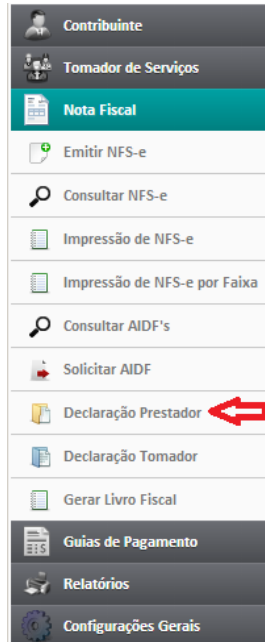 Contribuinte
Tomador de Serviços
Nota Fiscal
Emitir NFS-e
Consultar NFS-e
Impressão de NFS-e
Impressão de NFS-e por Faixa
Consultar AIDF's
Solicitar AIDF
Declaração Prestador
Declaração Tomador
Gerar Livro Fiscal
Guias de Pagamento
Relatórios
Configurações Gerais